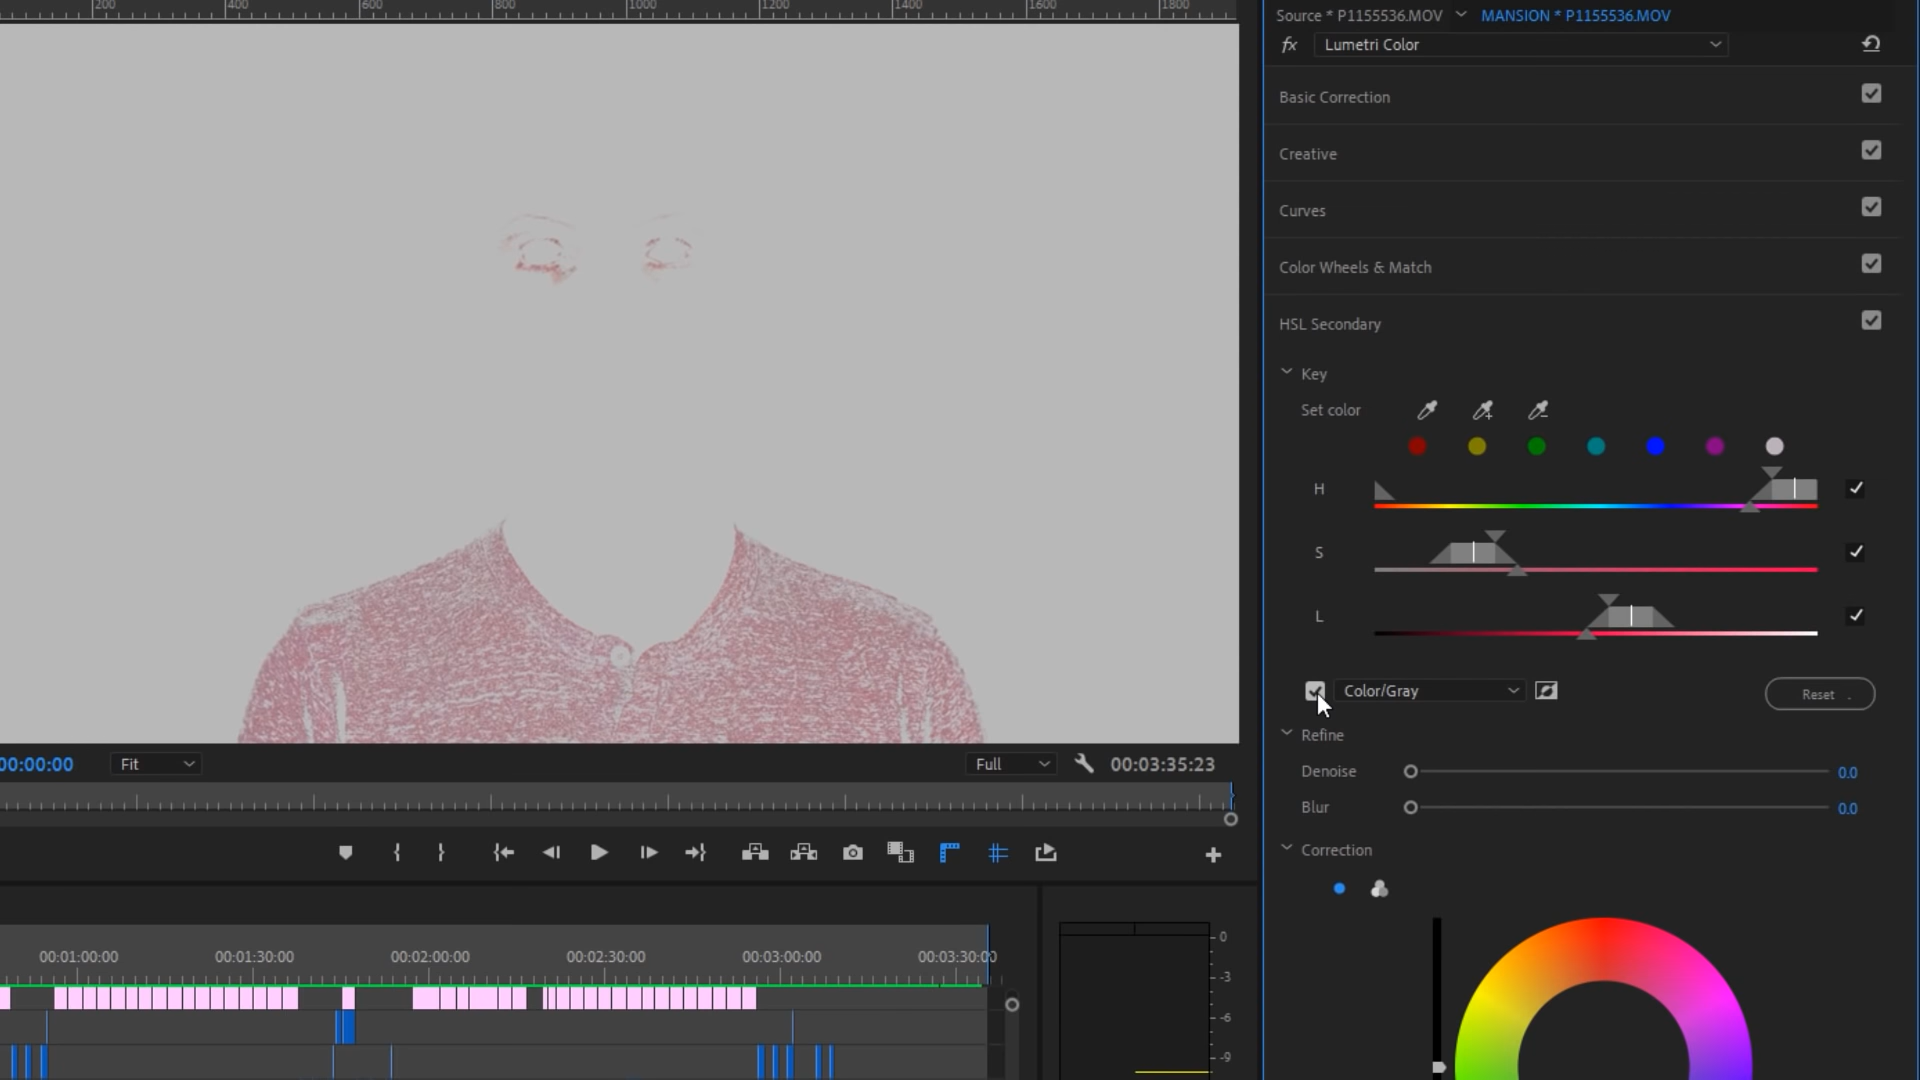 200 400 600 800 1000 1200 1400 1600 1800
Source * P1155536.MOV MANSION * P1155536.MOV
fx Lumetri Color
Basic Correction
Creative
Curves
Color Wheels & Match
HSL Secondary
Key
Set color
H
S
L
Color/Gray Reset
Refine
Denoise 0.0
Blur 0.0
Correction
00:00:00 Fit Full 00:03:35:23
00:01:00:00 00:01:30:00 00:02:00:00 00:02:30:00 00:03:00:00 00:03:30:00
0
-3
-6
-9